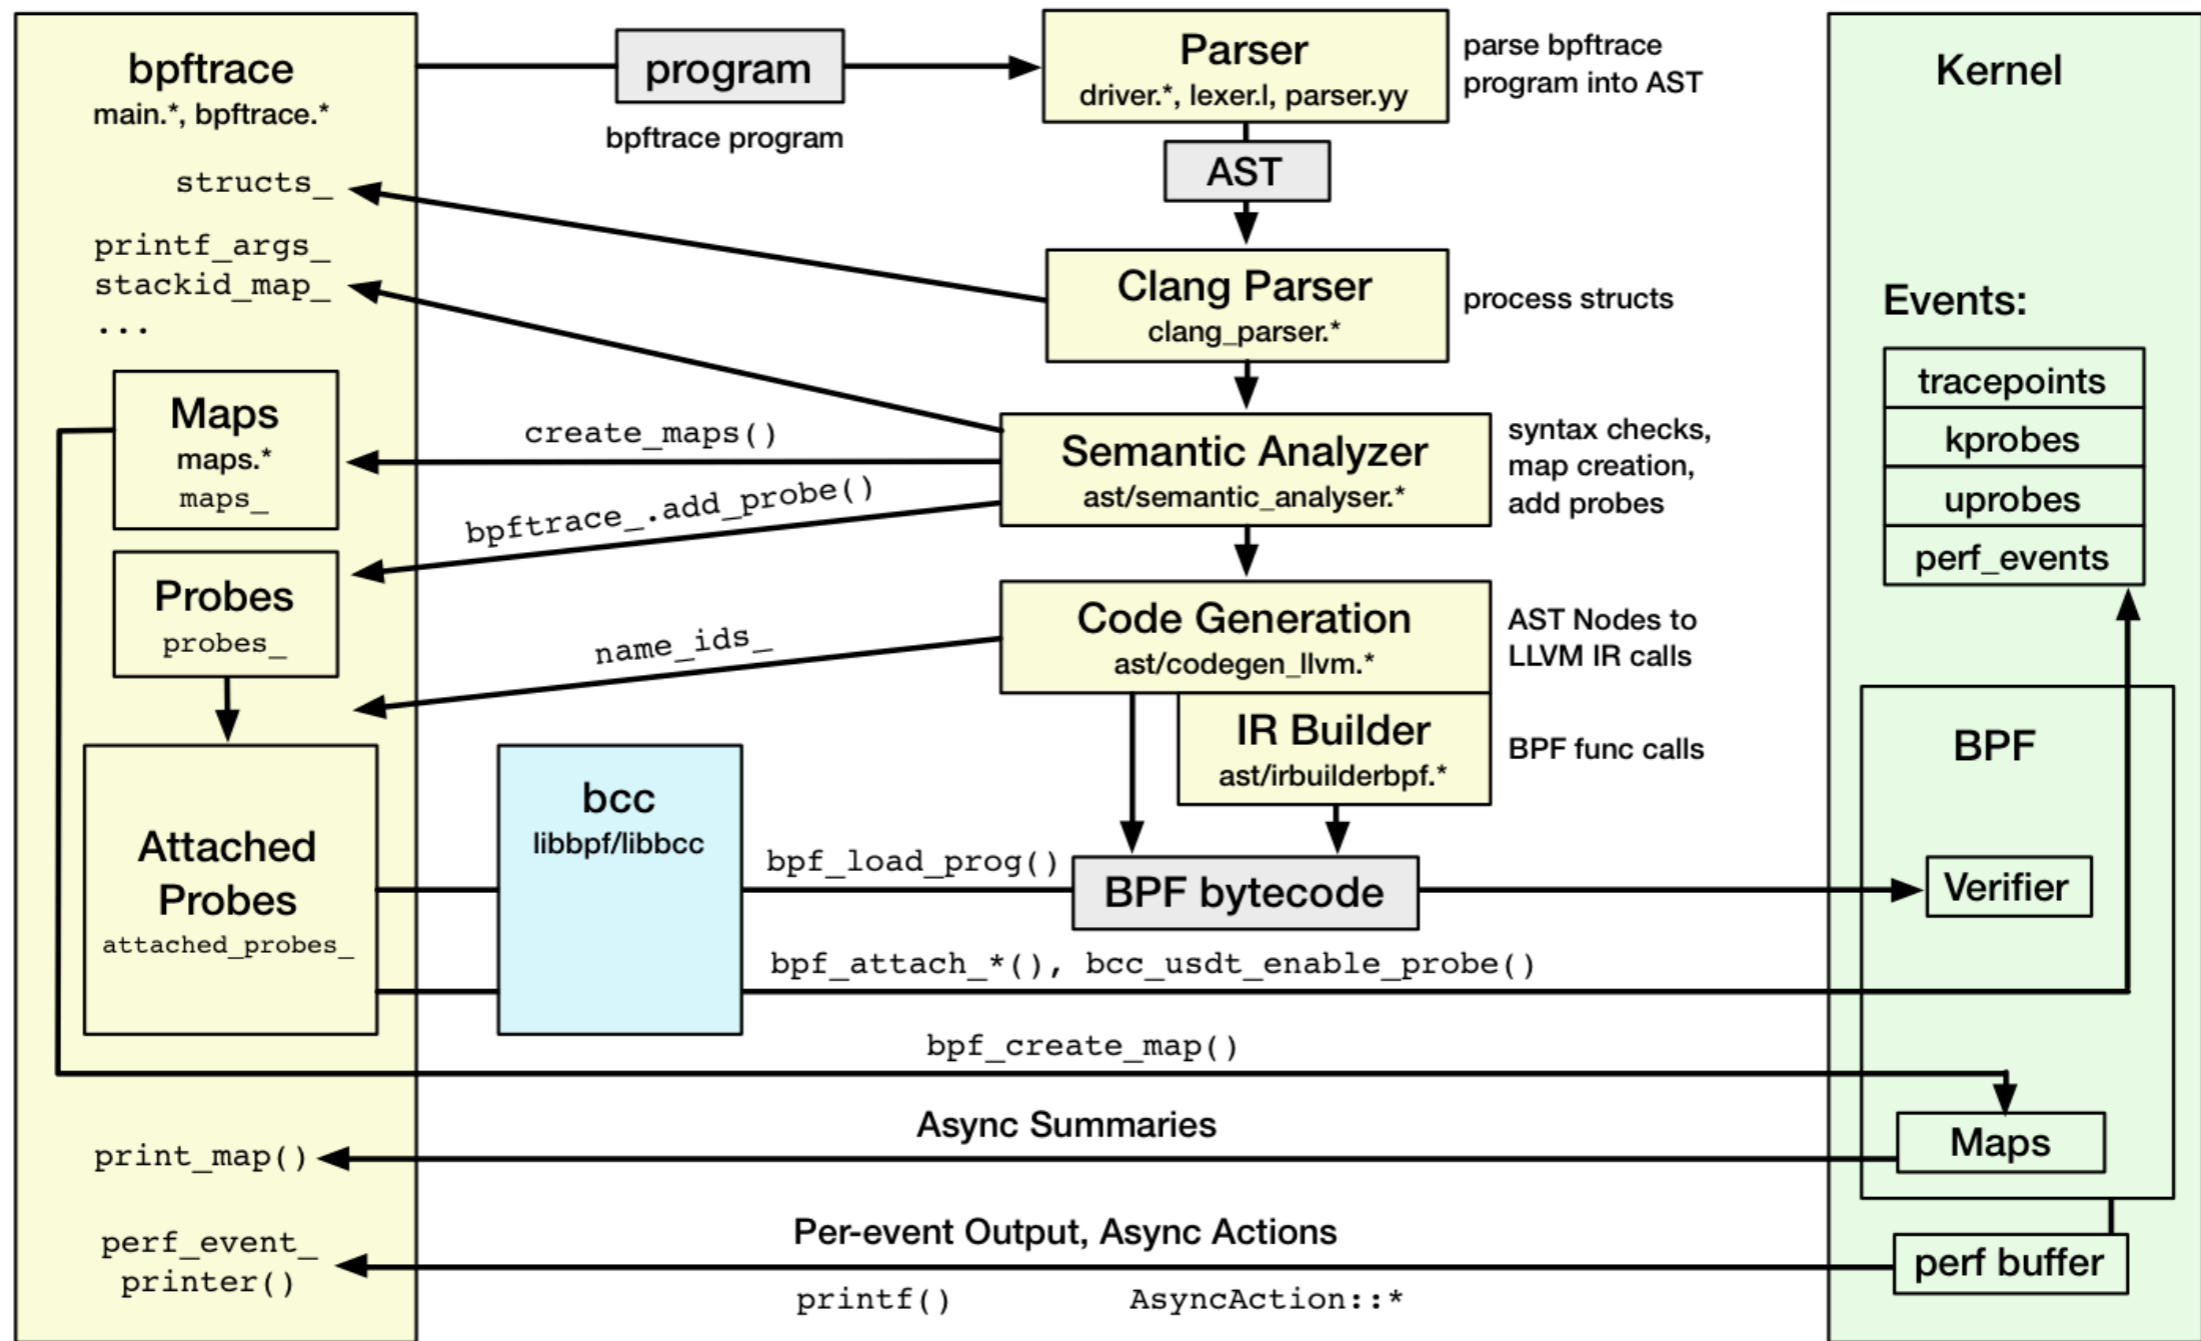 bpftrace
main.*, bpftrace.*
structs_
printf_args_
stackid_map_
...
Maps
maps.*
maps_
Probes
probes_
Attached
Probes
attached_probes_
print_map()
perf_event_
printer()
program
bpftrace program
Parser
driver.*, lexer.l, parser.yy
parse bpftrace
program into AST
AST
Clang Parser
clang_parser.*
process structs
create_maps()
Semantic Analyzer
ast/semantic_analyser.*
syntax checks,
map creation,
add probes
bpftrace_.add_probe()
Code Generation
ast/codegen_llvm.*
AST Nodes to
LLVM IR calls
name_ids_
IR Builder
ast/irbuilderbpf.*
BPF func calls
bcc
libbpf/libbcc
bpf_load_prog()
BPF bytecode
bpf_attach_*(), bcc_usdt_enable_probe()
bpf_create_map()
Async Summaries
Per-event Output, Async Actions
printf() AsyncAction::*
Kernel
Events:
tracepoints
kprobes
uprobes
perf_events
BPF
Verifier
Maps
perf buffer